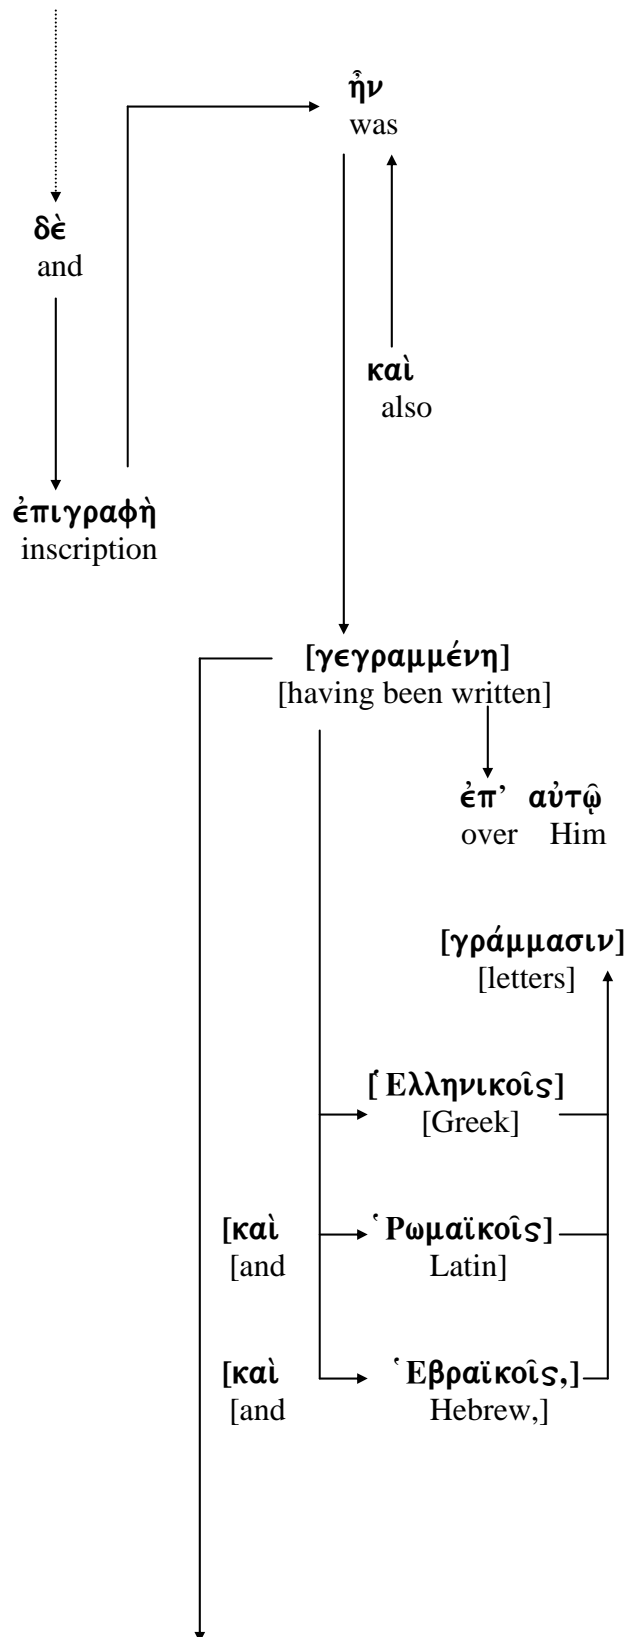 ἦν
was
δὲ
and
καὶ
also
ἐπιγραφὴ
inscription
[γεγραμμένη]
[having been written]
ἐπ’ αὐτῷ
over Him
[γράμμασιν]
[letters]
[Ἑλληνικοῖς]
[Greek]
[καὶ Ῥωμαϊκοῖς]
[and Latin]
[καὶ Ἑβραϊκοῖς,]
[and Hebrew,]